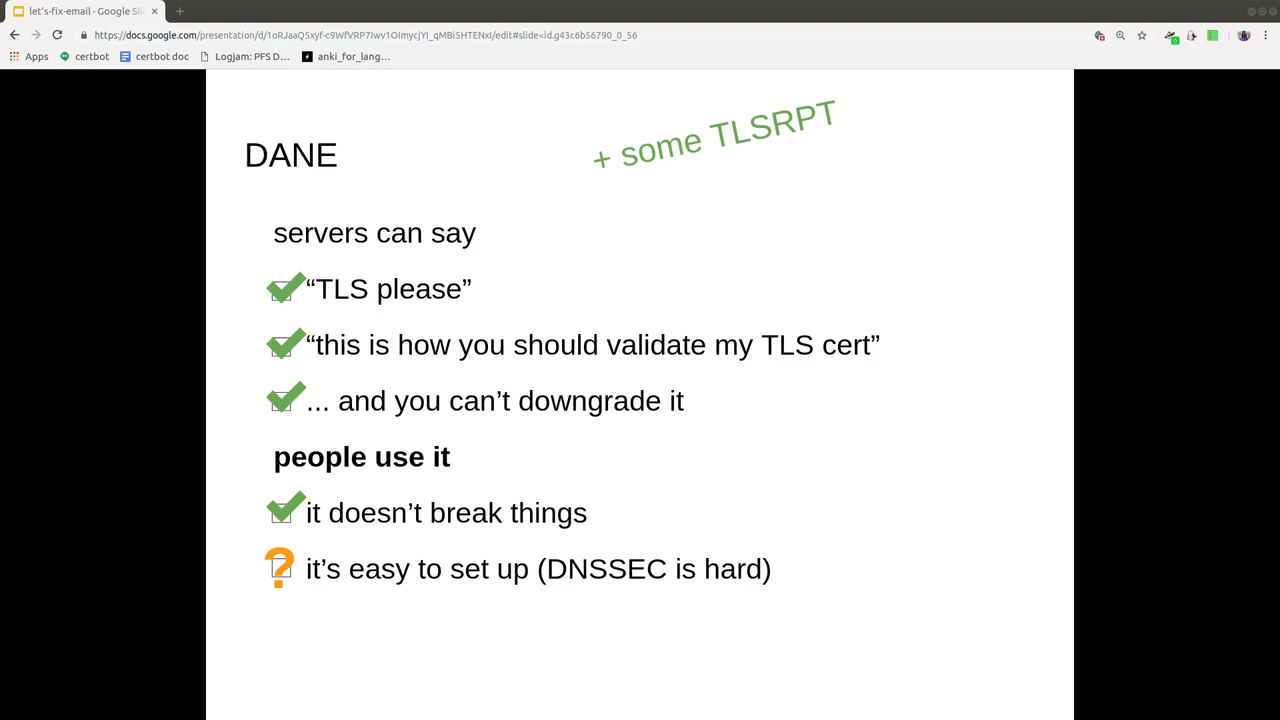 let's-fix-email - Google Sli
https://docs.google.com/presentation/d/1oRJaaQSxyf-c9WfVRP7Iwv1OImycjYI_qMBi5HTENxI/edit#slide=id.g43c6b56790_0_56
Apps certbot certbot doc Logjam: PFS D... anki_for_lang...
+ some TLSRPT
DANE
servers can say
“TLS please”
“this is how you should validate my TLS cert”
... and you can’t downgrade it
people use it
it doesn’t break things
? it’s easy to set up (DNSSEC is hard)